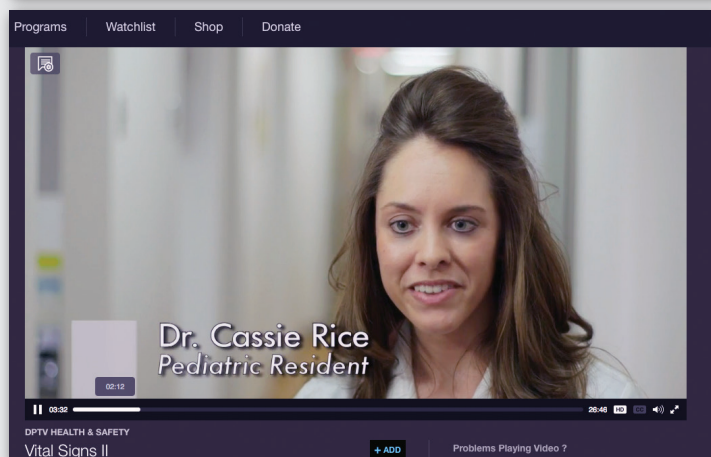 Programs Watchlist Shop Donate
Dr. Cassie Rice
Pediatric Resident
02:12
03:32 26:46 HD CC
DPTV HEALTH & SAFETY
Vital Signs II
+ ADD
Problems Playing Video ?